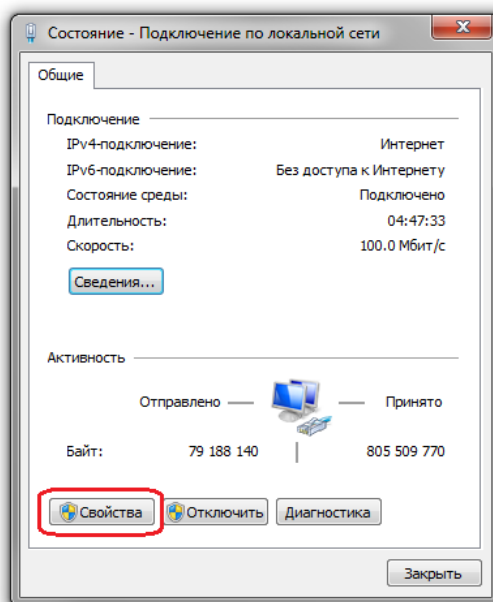 Состояние - Подключение по локальной сети
Общие
Подключение
IPv4-подключение: Интернет
IPv6-подключение: Без доступа к Интернету
Состояние среды: Подключено
Длительность: 04:47:33
Скорость: 100.0 Мбит/с
Сведения...
Активность
Отправлено — Принято
Байт: 79 188 140 | 805 509 770
Свойства Отключить Диагностика
Закрыть